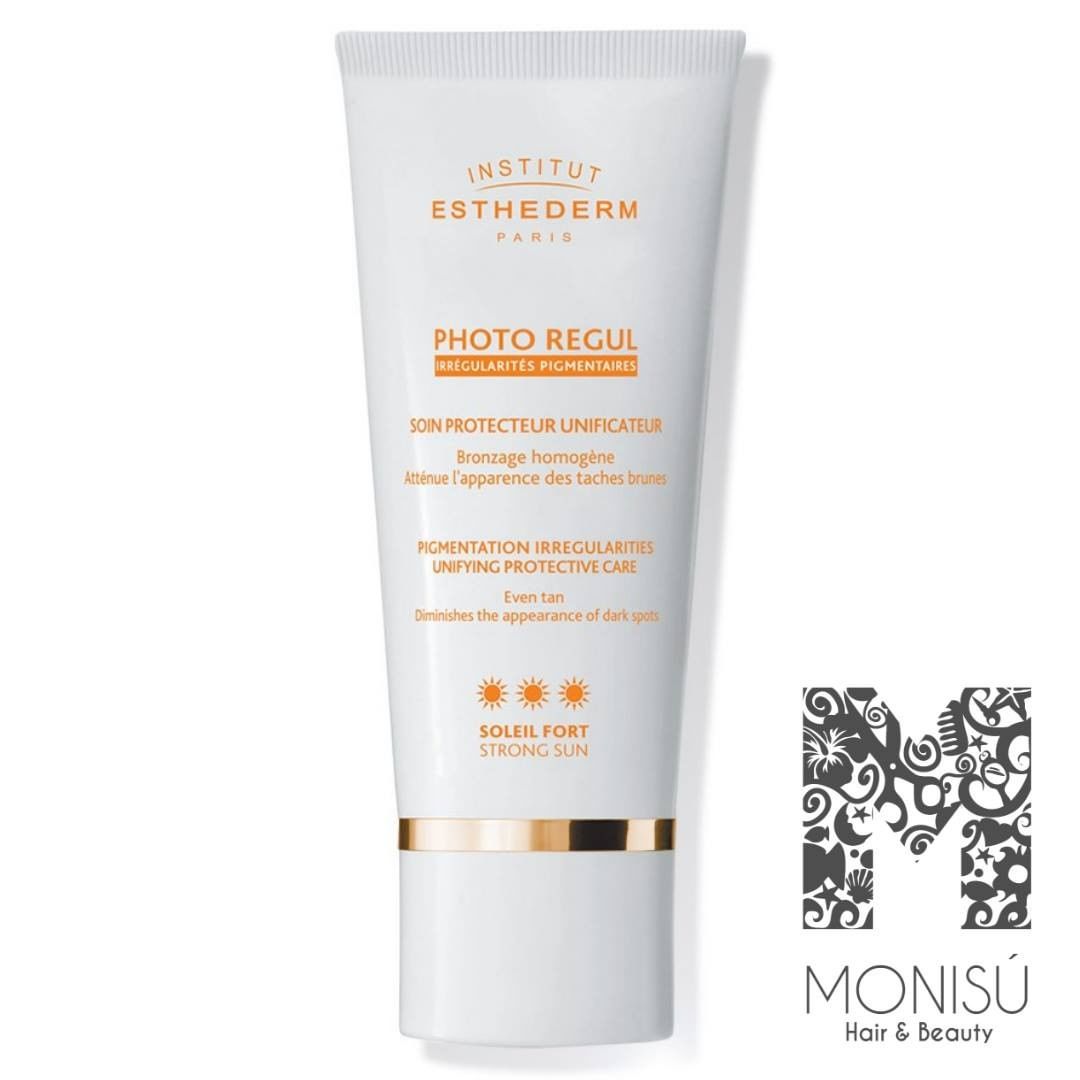 INSTITUT
ESTHEDERM
PARIS
PHOTO REGUL
IRRÉGULARITÉS PIGMENTAIRES
SOIN PROTECTEUR UNIFICATEUR
Bronzage homogène
Atténue l'apparence des taches brunes
PIGMENTATION IRREGULARITIES
UNIFYING PROTECTIVE CARE
Even tan
Diminishes the appearance of dark spots
SOLEIL FORT
STRONG SUN
M
MONISÚ
Hair & Beauty